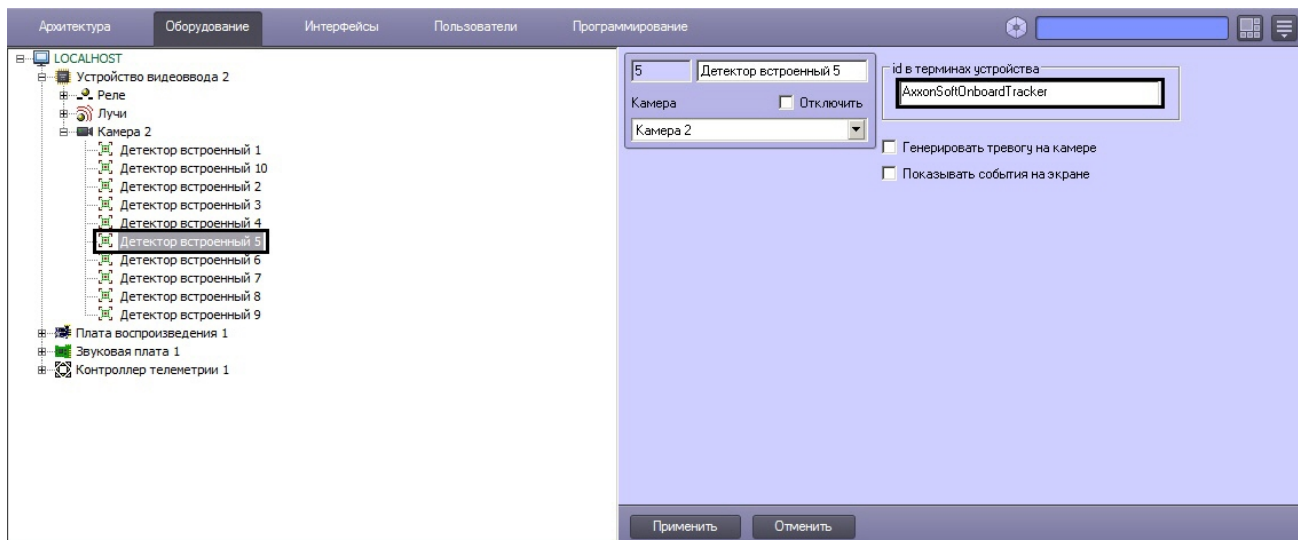 Архитектура Оборудование Интерфейсы Пользователи Программирование
LOCALHOST
Устройство видеоввода 2
Реле
Лучи
Камера 2
Детектор встроенный 1
Детектор встроенный 10
Детектор встроенный 2
Детектор встроенный 3
Детектор встроенный 4
Детектор встроенный 5
Детектор встроенный 6
Детектор встроенный 7
Детектор встроенный 8
Детектор встроенный 9
Плата воспроизведения 1
Звуковая плата 1
Контроллер телеметрии 1
5 Детектор встроенный 5
Камера Отключить
Камера 2
id в терминах устройства
AxxonSoftOnboardTracker
Генерировать тревогу на камере
Показывать события на экране
Применить Отменить